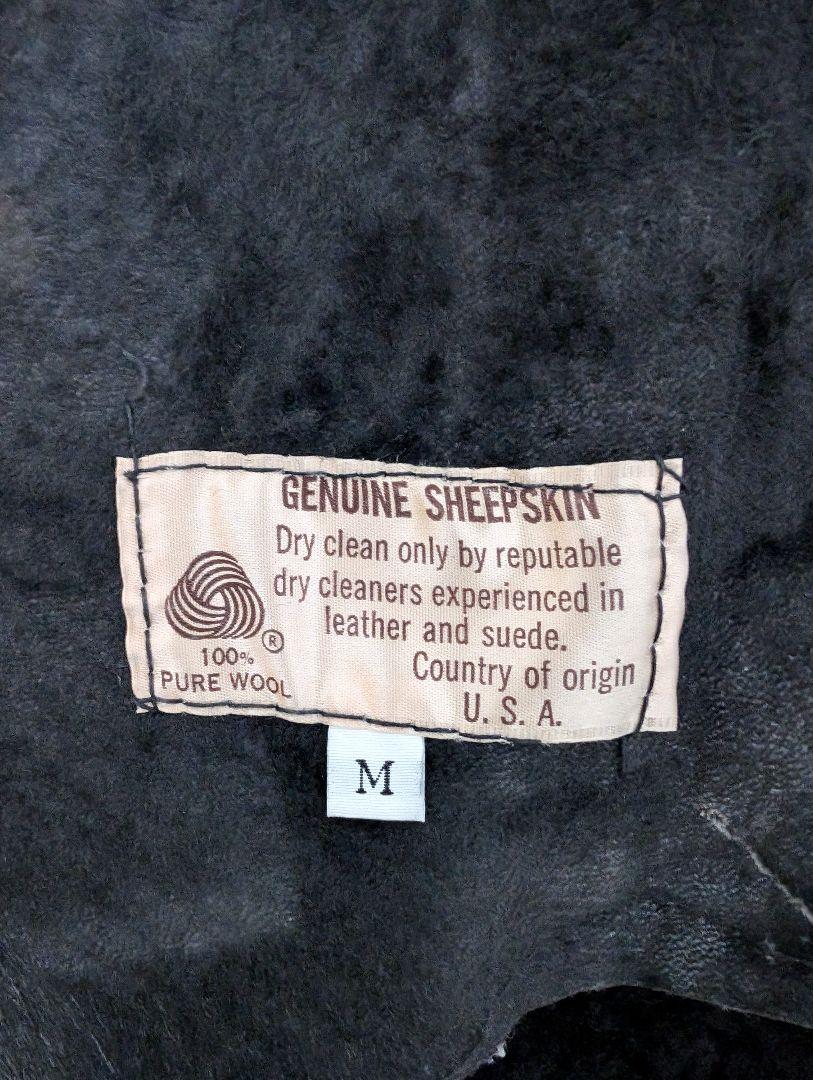 GENUINE SHEEPSKIN
Dry clean only by reputable
dry cleaners experienced in
leather and suede.
Country of origin
U. S. A.
®
100%
PURE WOOL
M